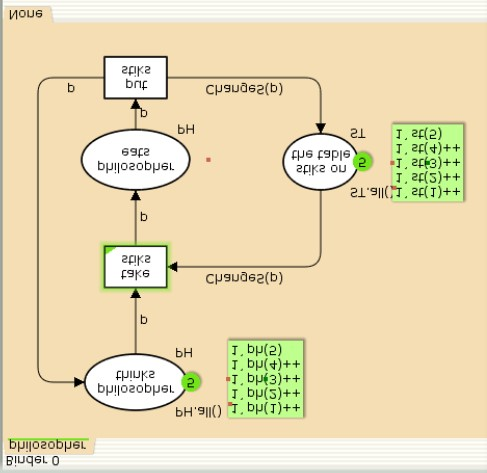 Binder 0
philosopher
PH.all()
1`ph(1)++
1`ph(2)++
1`ph(3)++
1`ph(4)++
1`ph(5)
philosopher
thinks
5
PH
p
ChangeS(p)
take
stiks
p
ST.all()
1`st(1)++
1`st(2)++
1`st(3)++
1`st(4)++
1`st(5)
stiks on
the table
5
ST
philosopher
eats
PH
p
p
ChangeS(p)
put
stiks
None